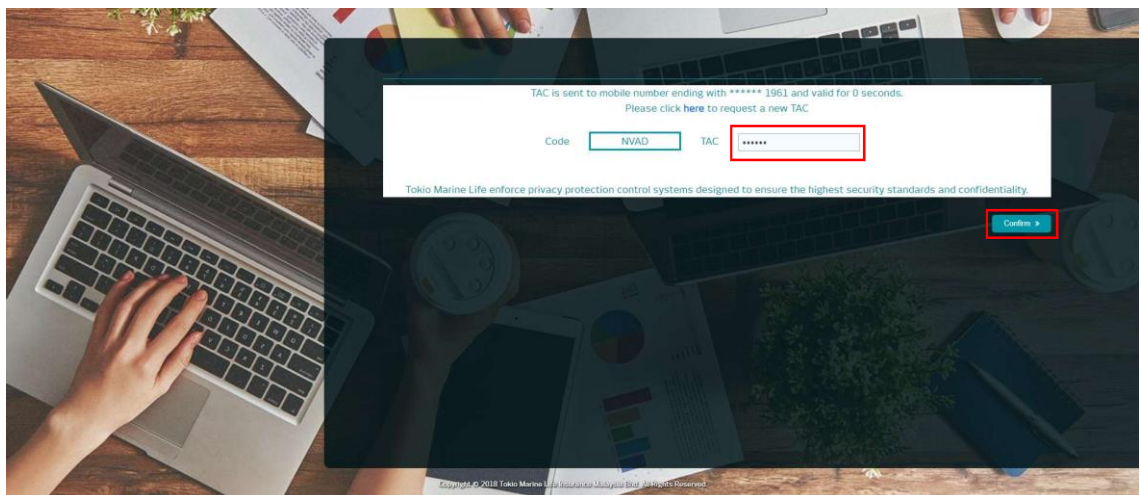 TAC is sent to mobile number ending with ****** 1961 and valid for 0 seconds.
Please click here to request a new TAC
Code NVAD TAC ••••••
Tokio Marine Life enforce privacy protection control systems designed to ensure the highest security standards and confidentiality.
Confirm >
Copyright © 2018 Tokio Marine Life Insurance Malaysia Bhd. All Rights Reserved.